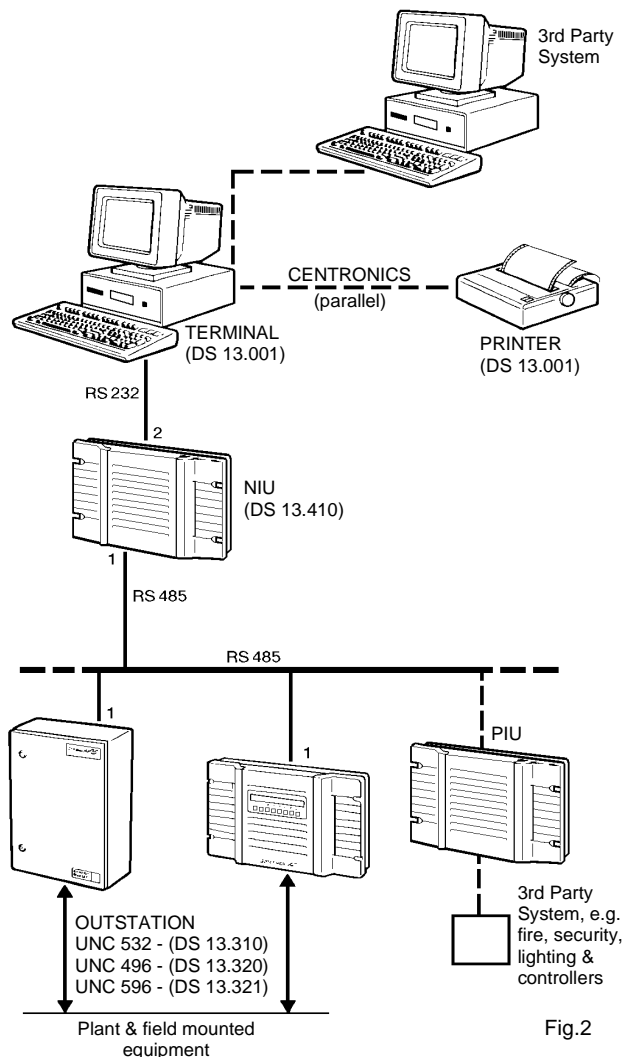 3rd Party
System
CENTRONICS
(parallel)
TERMINAL
(DS 13.001)
PRINTER
(DS 13.001)
RS 232
2
NIU
(DS 13.410)
1
RS 485
RS 485
1
1
PIU
OUTSTATION
UNC 532 - (DS 13.310)
UNC 496 - (DS 13.320)
UNC 596 - (DS 13.321)
3rd Party
System, e.g.
fire, security,
lighting &
controllers
Plant & field mounted
equipment
Fig.2